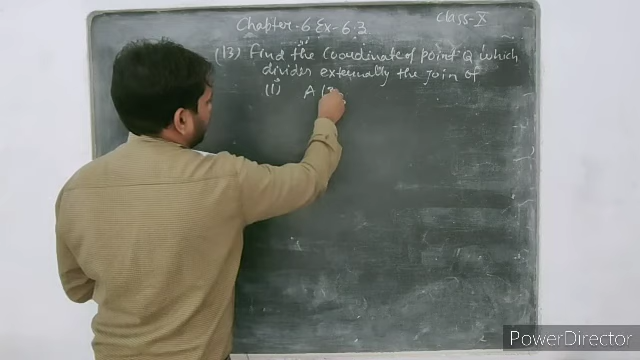 Chapter-6 Ex-6.3 Class-X
(13) Find the Coordinate of point Q which
divides externally the join of
(i) A (3,
PowerDirector